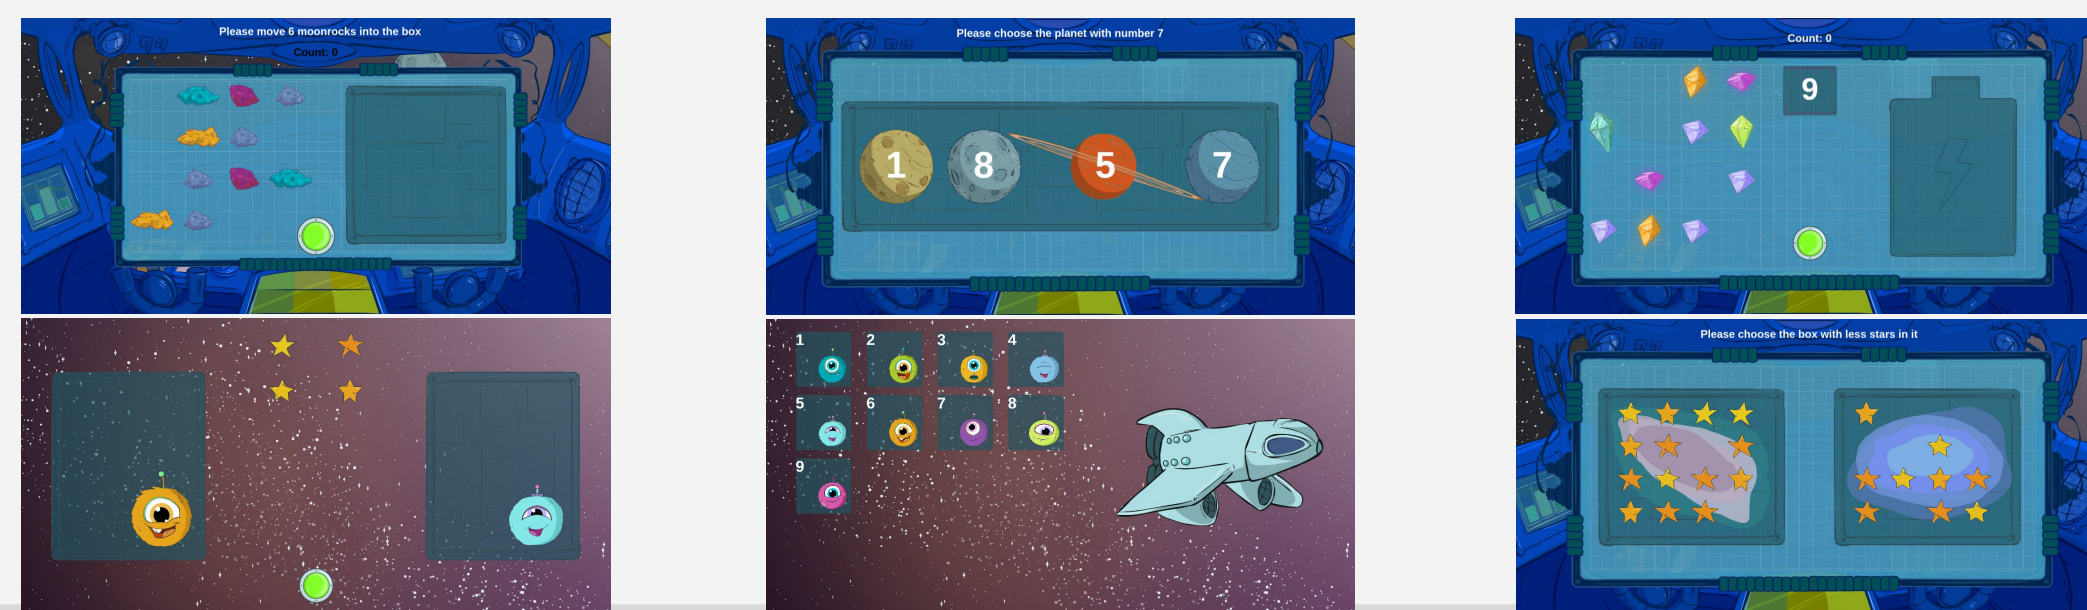 Please move 6 moonrocks into the box
Count: 0
Please choose the planet with number 7
1 8 5 7
Count: 0
9
1 2 3 4
5 6 7 8
9
Please choose the box with less stars in it